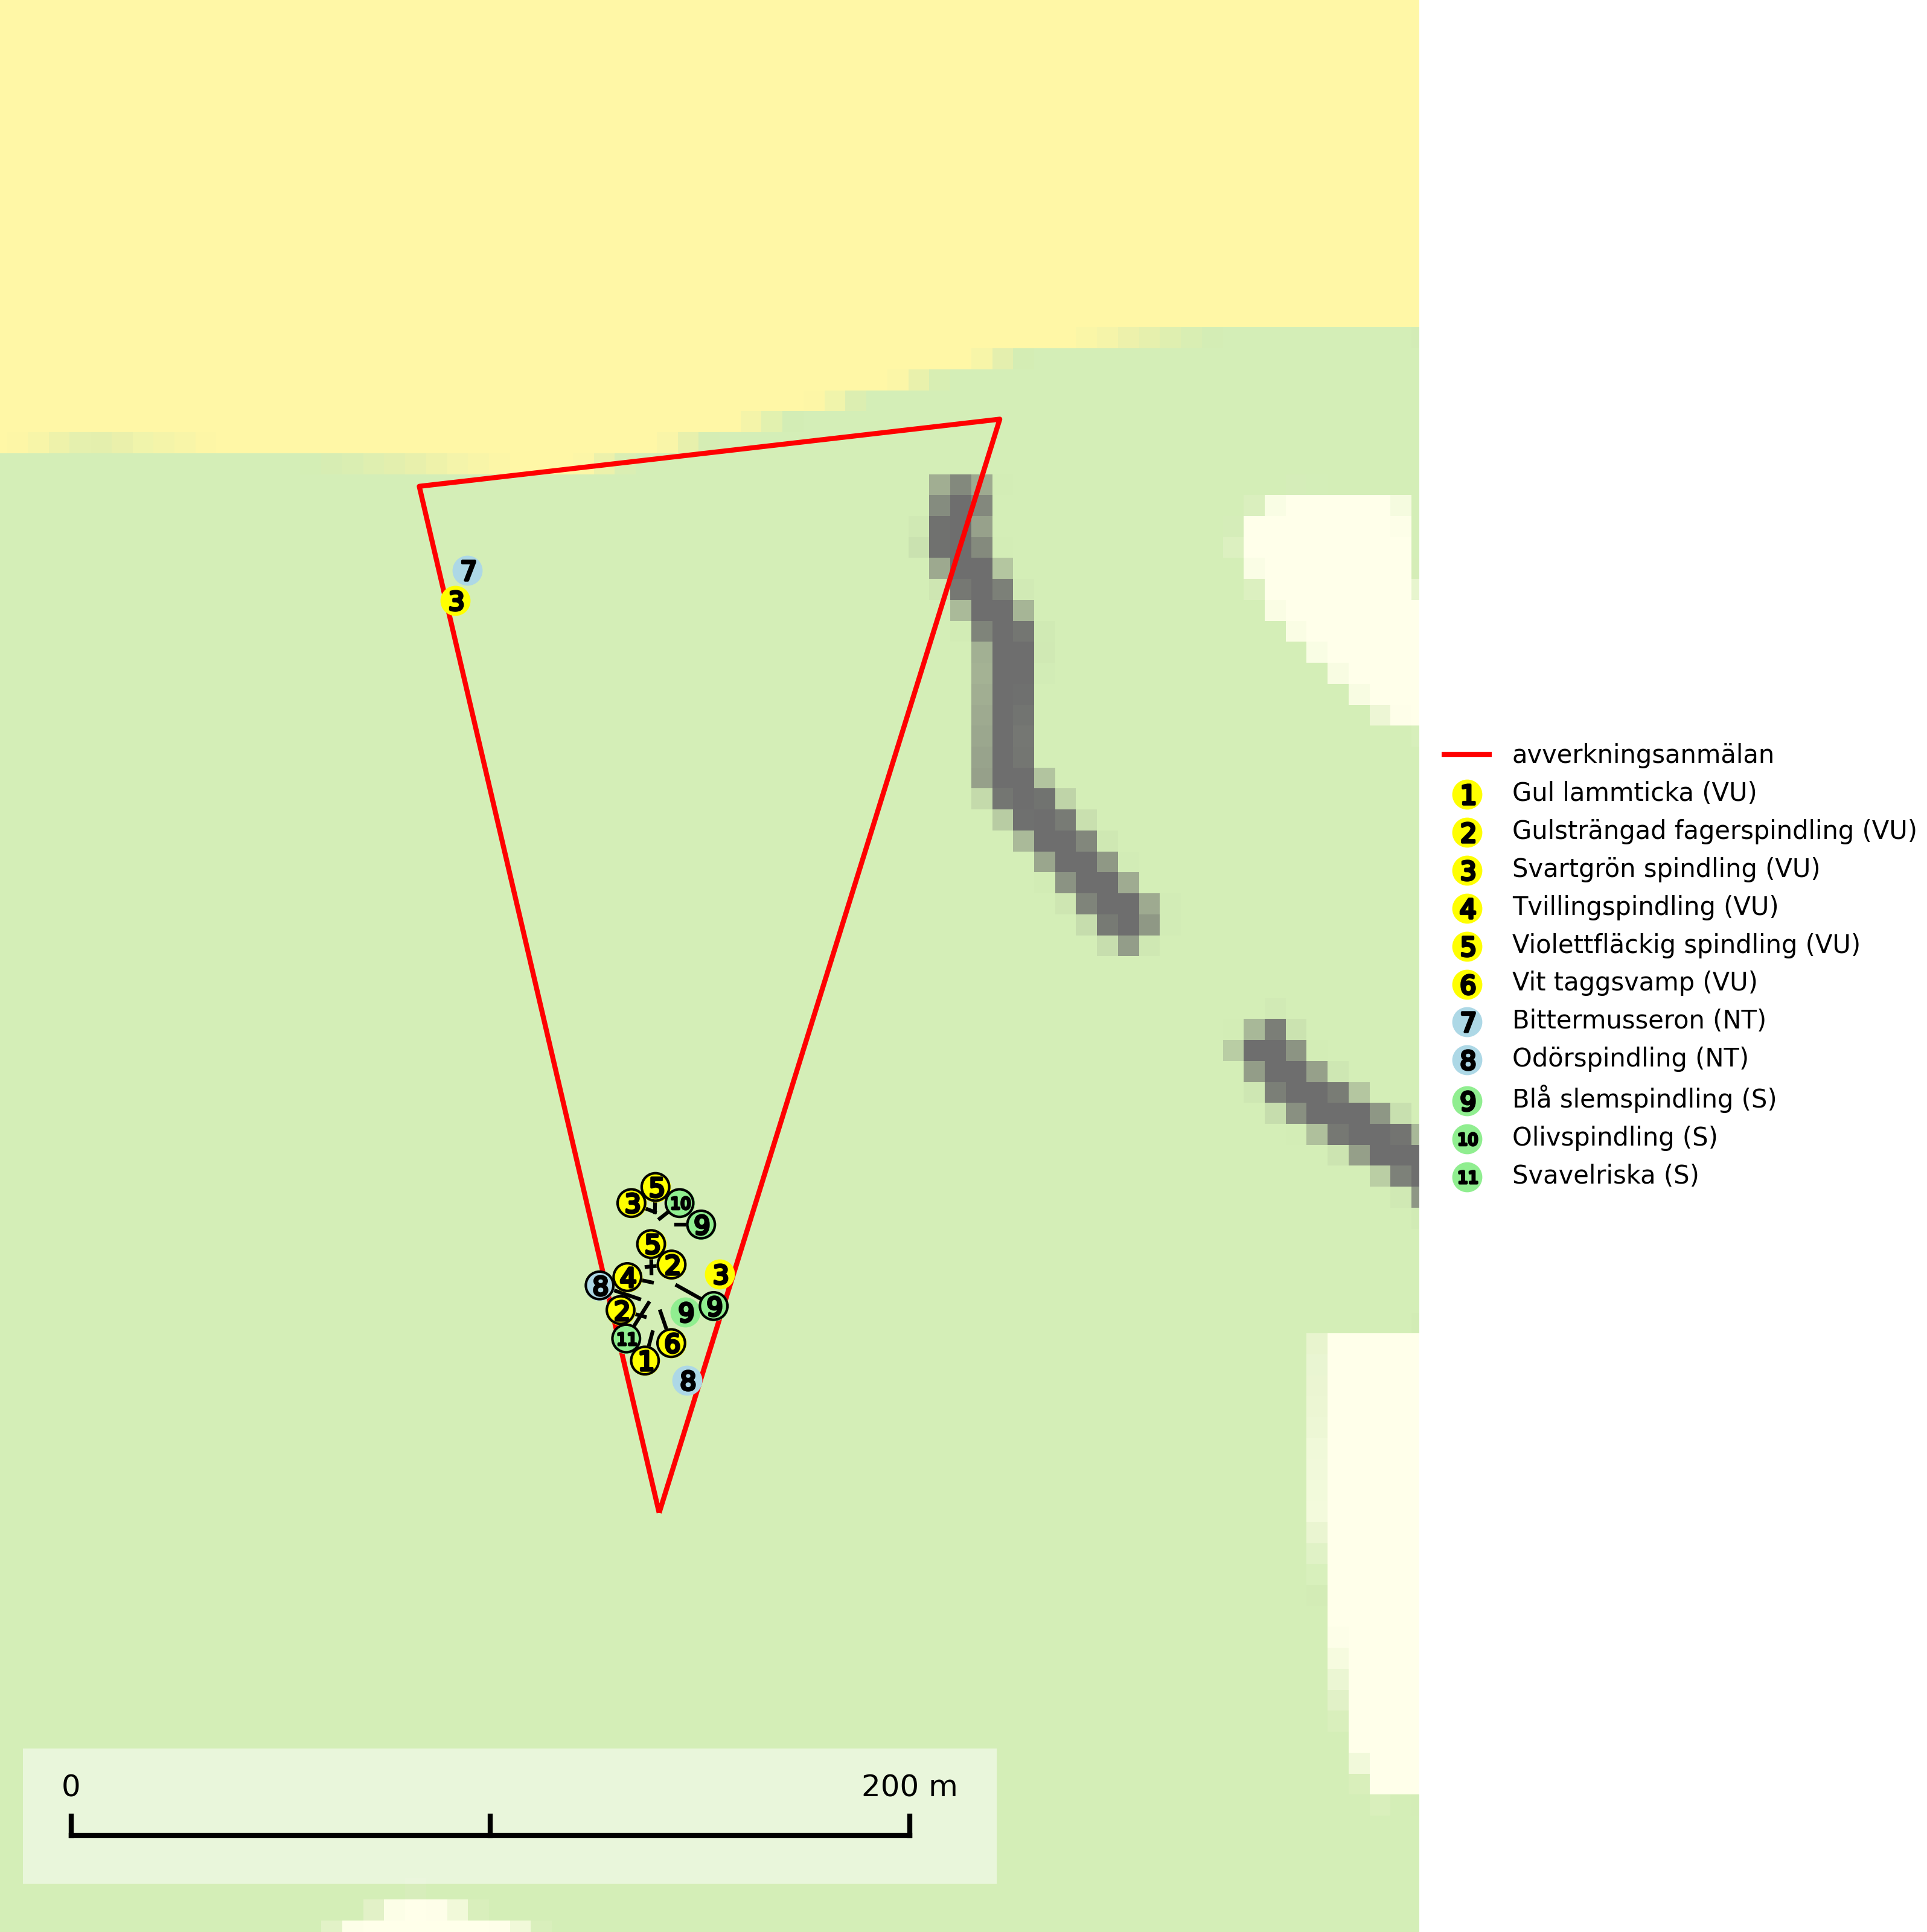 7
3
5
3
10
9
5
2
3
4
8
9
2
9
11
6
1
8
0 200 m
avverkningsanmälan
1 Gul lammticka (VU)
2 Gulsträngad fagerspindling (VU)
3 Svartgrön spindling (VU)
4 Tvillingspindling (VU)
5 Violettfläckig spindling (VU)
6 Vit taggsvamp (VU)
7 Bittermusseron (NT)
8 Odörspindling (NT)
9 Blå slemspindling (S)
10 Olivspindling (S)
11 Svavelriska (S)